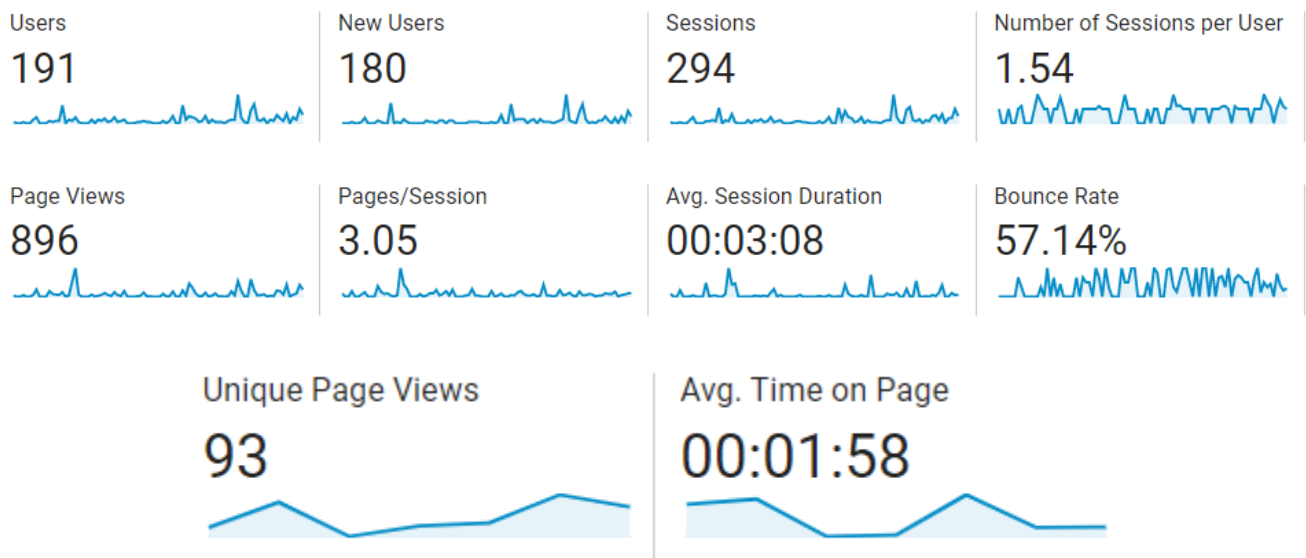 Users
191
New Users
180
Sessions
294
Number of Sessions per User
1.54
Page Views
896
Pages/Session
3.05
Avg. Session Duration
00:03:08
Bounce Rate
57.14%
Unique Page Views
93
Avg. Time on Page
00:01:58